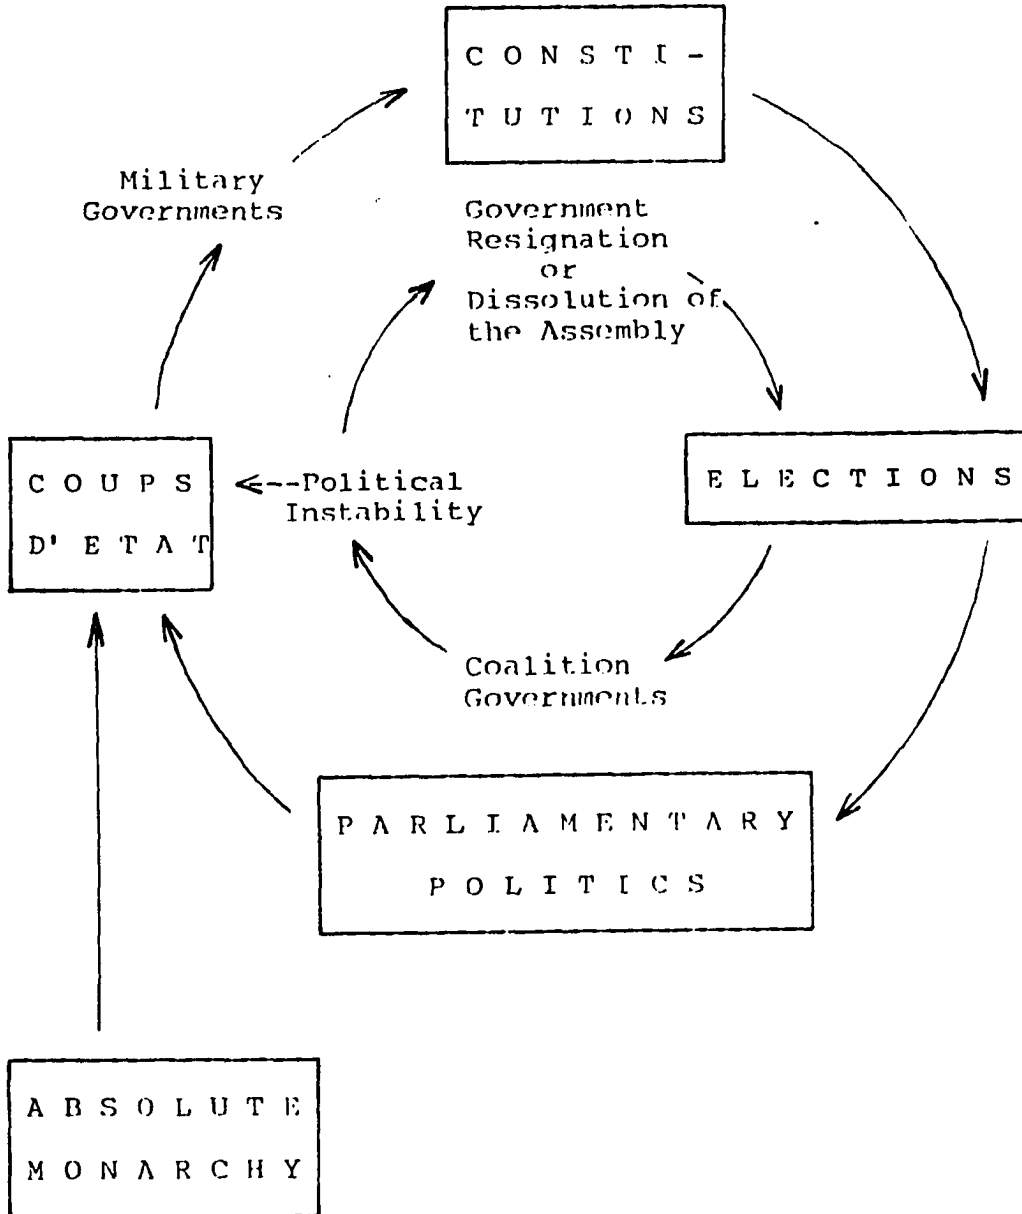 CONSTI-
TUTIONS
Military
Governments
Government
Resignation
or
Dissolution of
the Assembly
COUPS
D'ETAT
<--Political
Instability
ELECTIONS
Coalition
Governments
PARLIAMENTARY
POLITICS
ABSOLUTE
MONARCHY